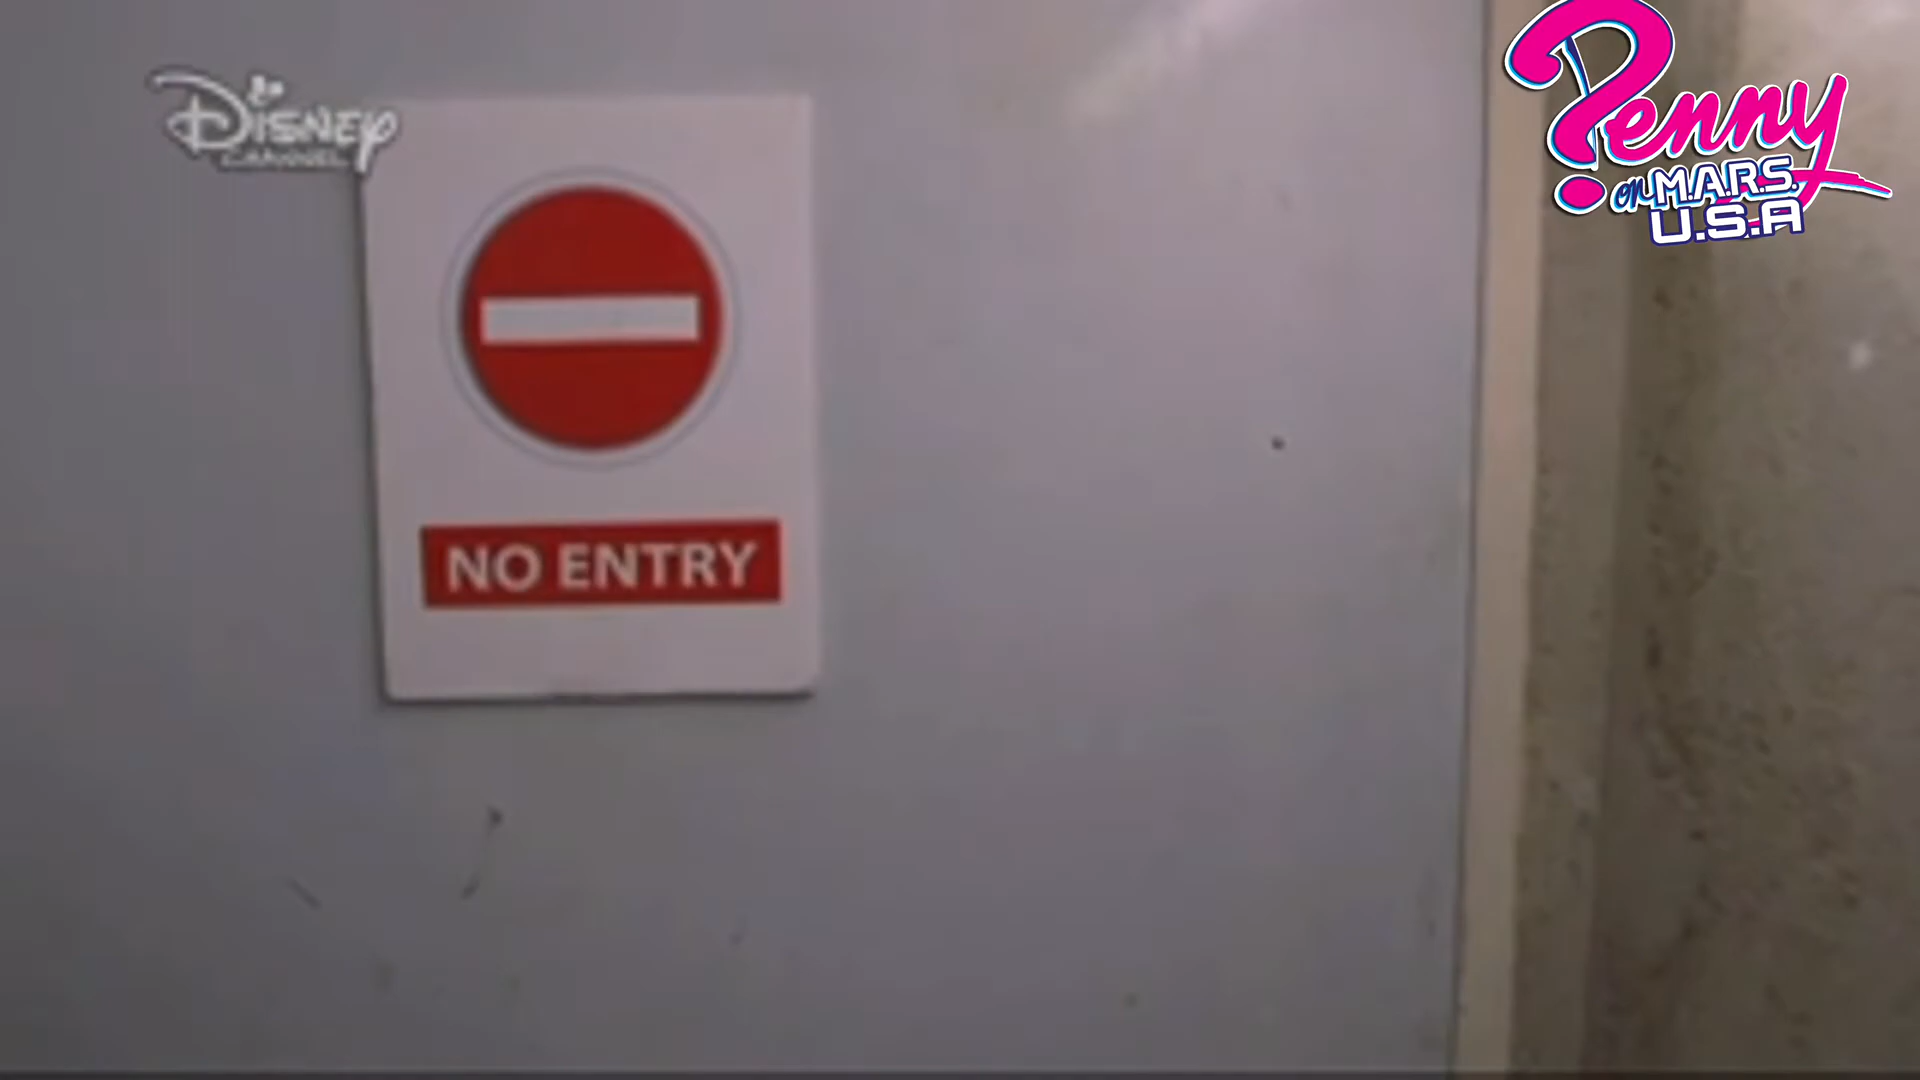 Disney
CHANNEL
Penny
on M.A.R.S.
U.S.A
NO ENTRY